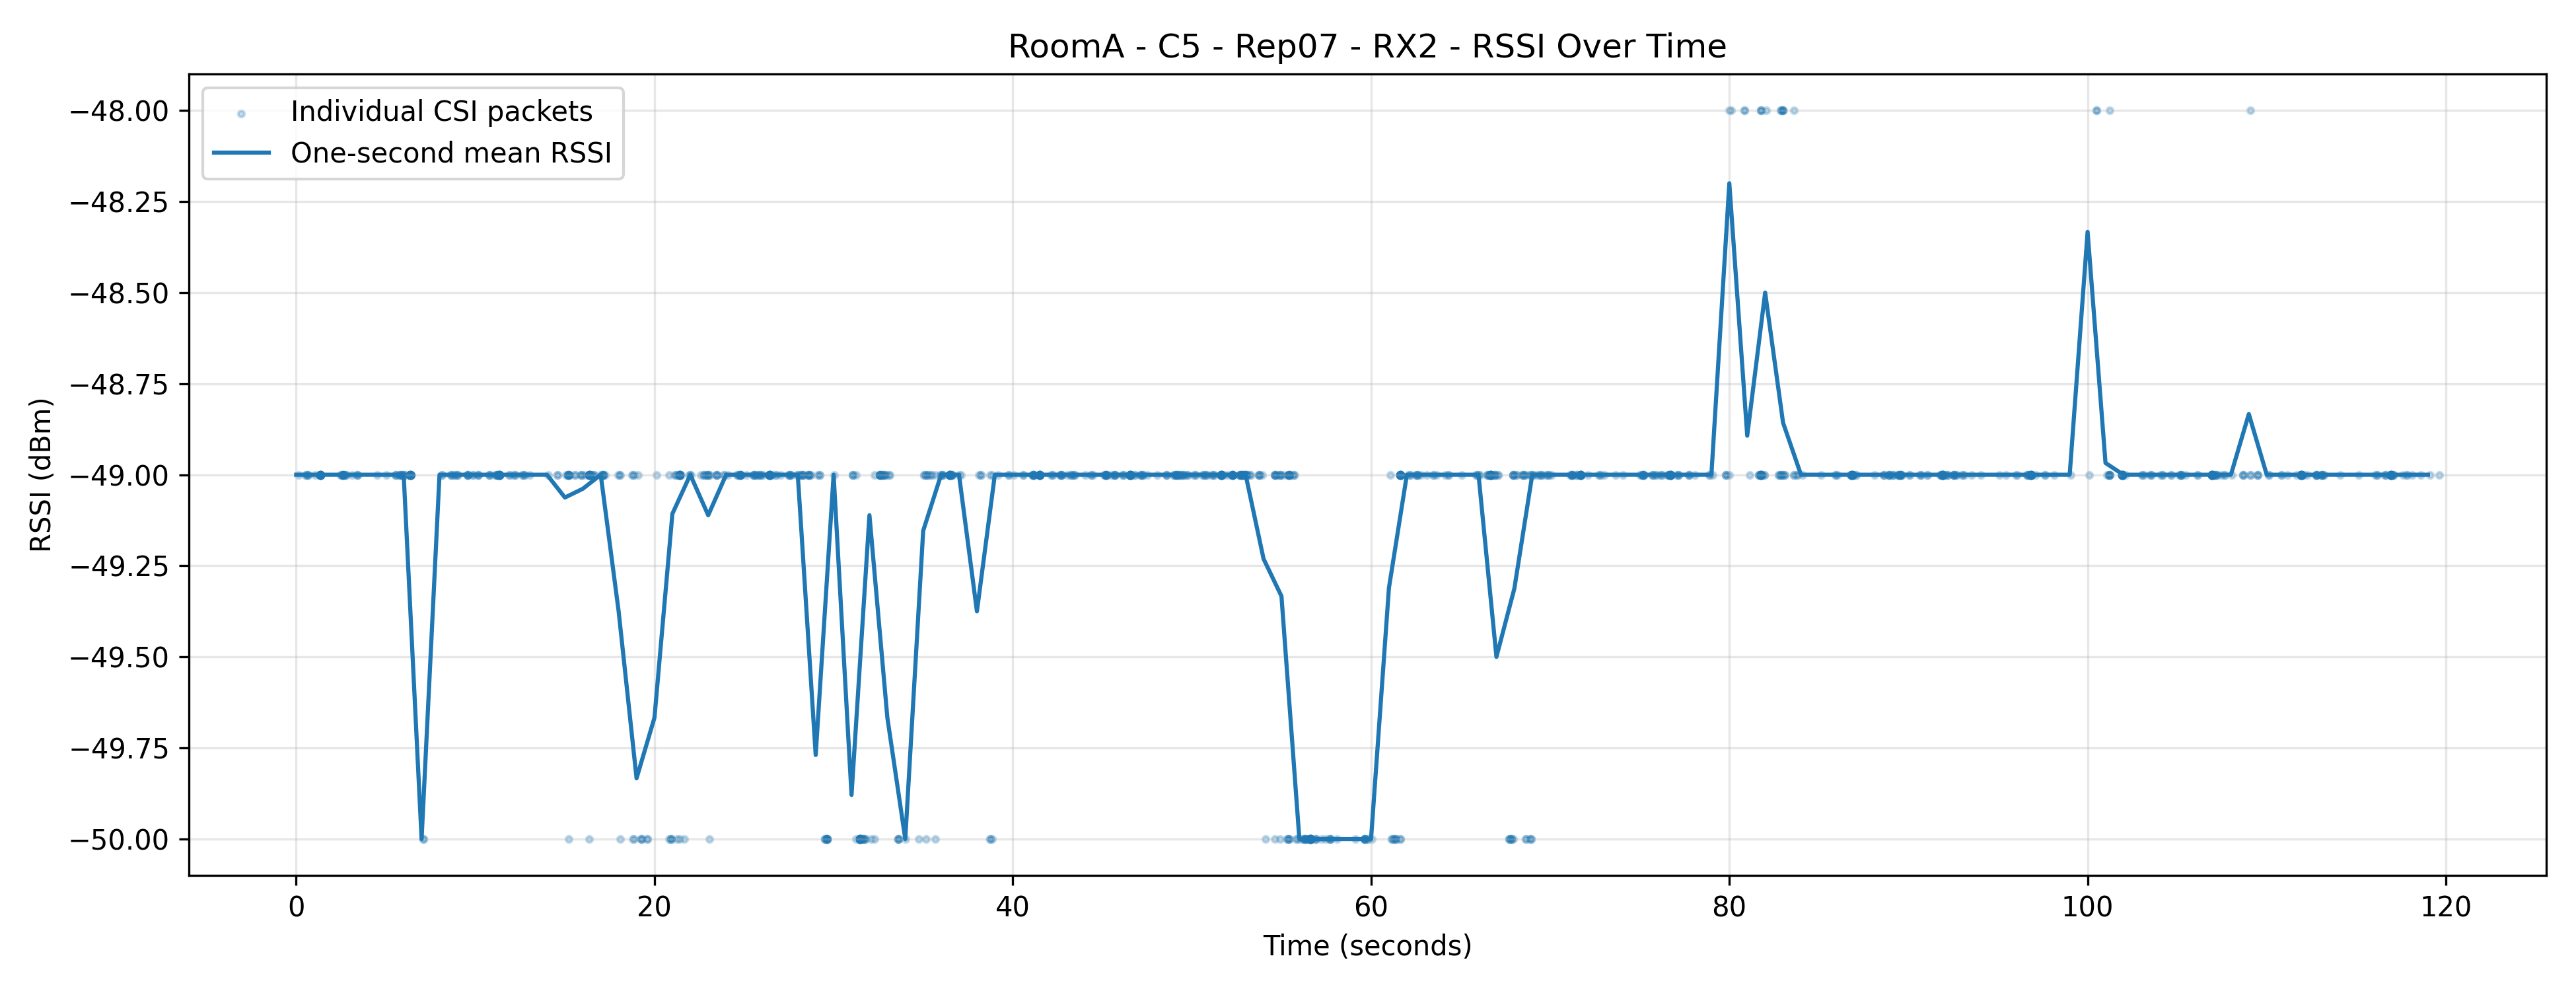 RoomA - C5 - Rep07 - RX2 - RSSI Over Time
Individual CSI packets
One-second mean RSSI
RSSI (dBm)
−48.00
−48.25
−48.50
−48.75
−49.00
−49.25
−49.50
−49.75
−50.00
0 20 40 60 80 100 120
Time (seconds)